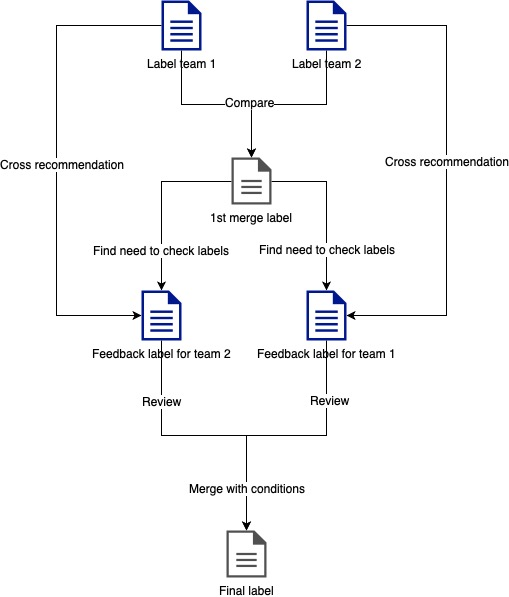 Label team 1
Label team 2
Compare
Cross recommendation
Cross recommendation
1st merge label
Find need to check labels
Find need to check labels
Feedback label for team 2
Feedback label for team 1
Review
Review
Merge with conditions
Final label